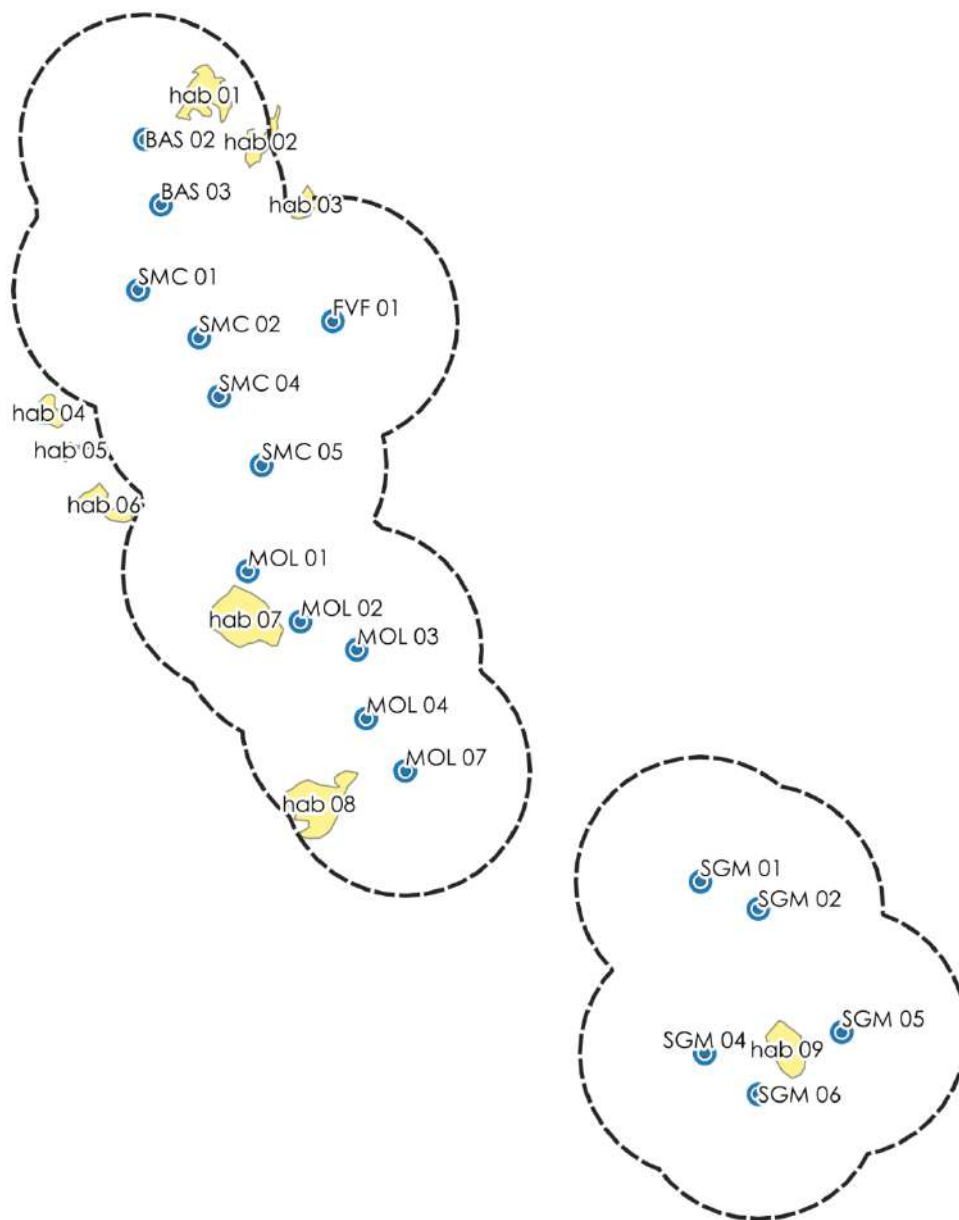 hab 01
BAS 02
hab 02
BAS 03
hab 03
SMC 01
FVF 01
SMC 02
SMC 04
hab 04
hab 05
SMC 05
hab 06
MOL 01
MOL 02
hab 07
MOL 03
MOL 04
MOL 07
hab 08
SGM 01
SGM 02
SGM 05
SGM 04
hab 09
SGM 06